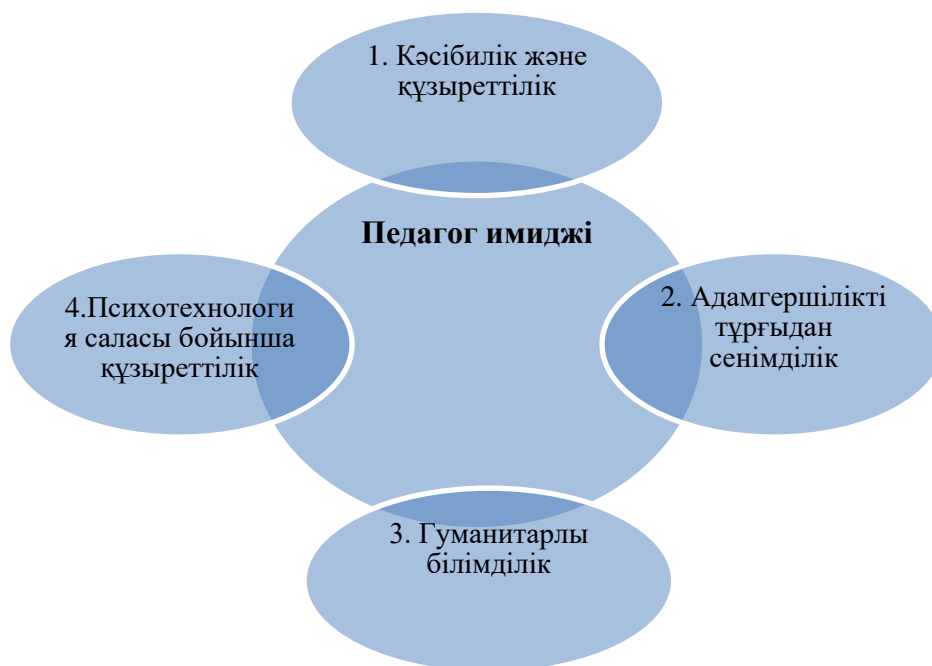 1. Кәсібилік және
құзыреттілік
Педагог имиджі
2. Адамгершілікті
тұрғыдан
сенімділік
3. Гуманитарлы
білімділік
4.Психотехнологи
я саласы бойынша
құзыреттілік